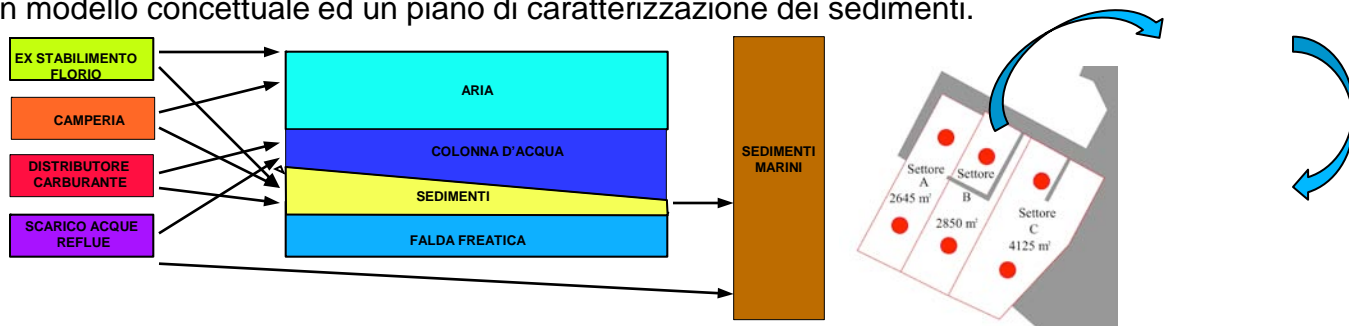 n modello concettuale ed un piano di caratterizzazione dei sedimenti.
EX STABILIMENTO
FLORIO
CAMPERIA
DISTRIBUTORE
CARBURANTE
SCARICO ACQUE
REFLUE
ARIA
COLONNA D'ACQUA
SEDIMENTI
FALDA FREATICA
SEDIMENTI
MARINI
Settore
A
2645 m²
Settore
B
2850 m²
Settore
C
4125 m²